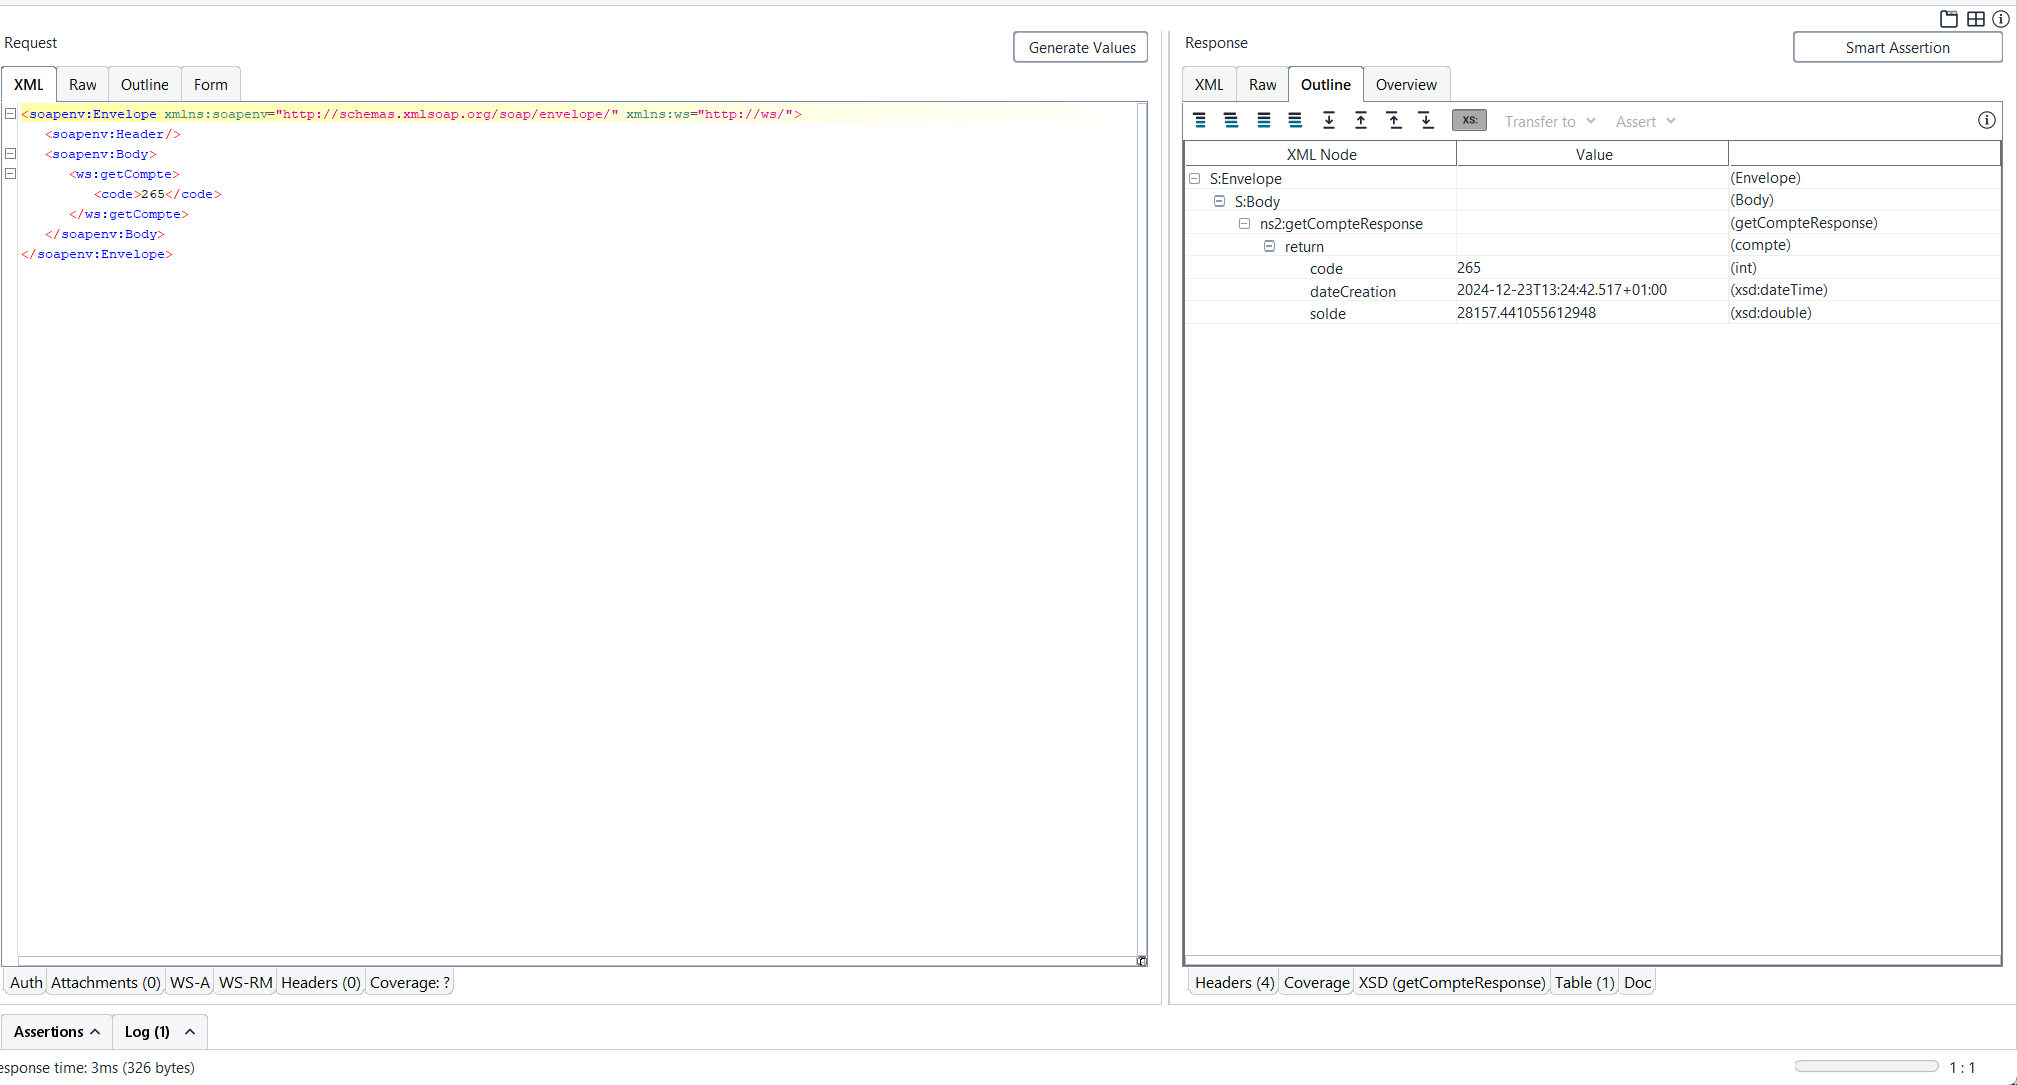 Request
Generate Values
XML Raw Outline Form
<soapenv:Envelope xmlns:soapenv="http://schemas.xmlsoap.org/soap/envelope/" xmlns:ws="http://ws/">
<soapenv:Header/>
<soapenv:Body>
<ws:getCompte>
<code>265</code>
</ws:getCompte>
</soapenv:Body>
</soapenv:Envelope>
Auth Attachments (0) WS-A WS-RM Headers (0) Coverage: ?
Response
Smart Assertion
XML Raw Outline Overview
XS: Transfer to Assert
XML Node Value
S:Envelope (Envelope)
S:Body (Body)
ns2:getCompteResponse (getCompteResponse)
return (compte)
code 265 (int)
dateCreation 2024-12-23T13:24:42.517+01:00 (xsd:dateTime)
solde 28157.441055612948 (xsd:double)
Headers (4) Coverage XSD (getCompteResponse) Table (1) Doc
Assertions Log (1)
esponse time: 3ms (326 bytes)
1 : 1